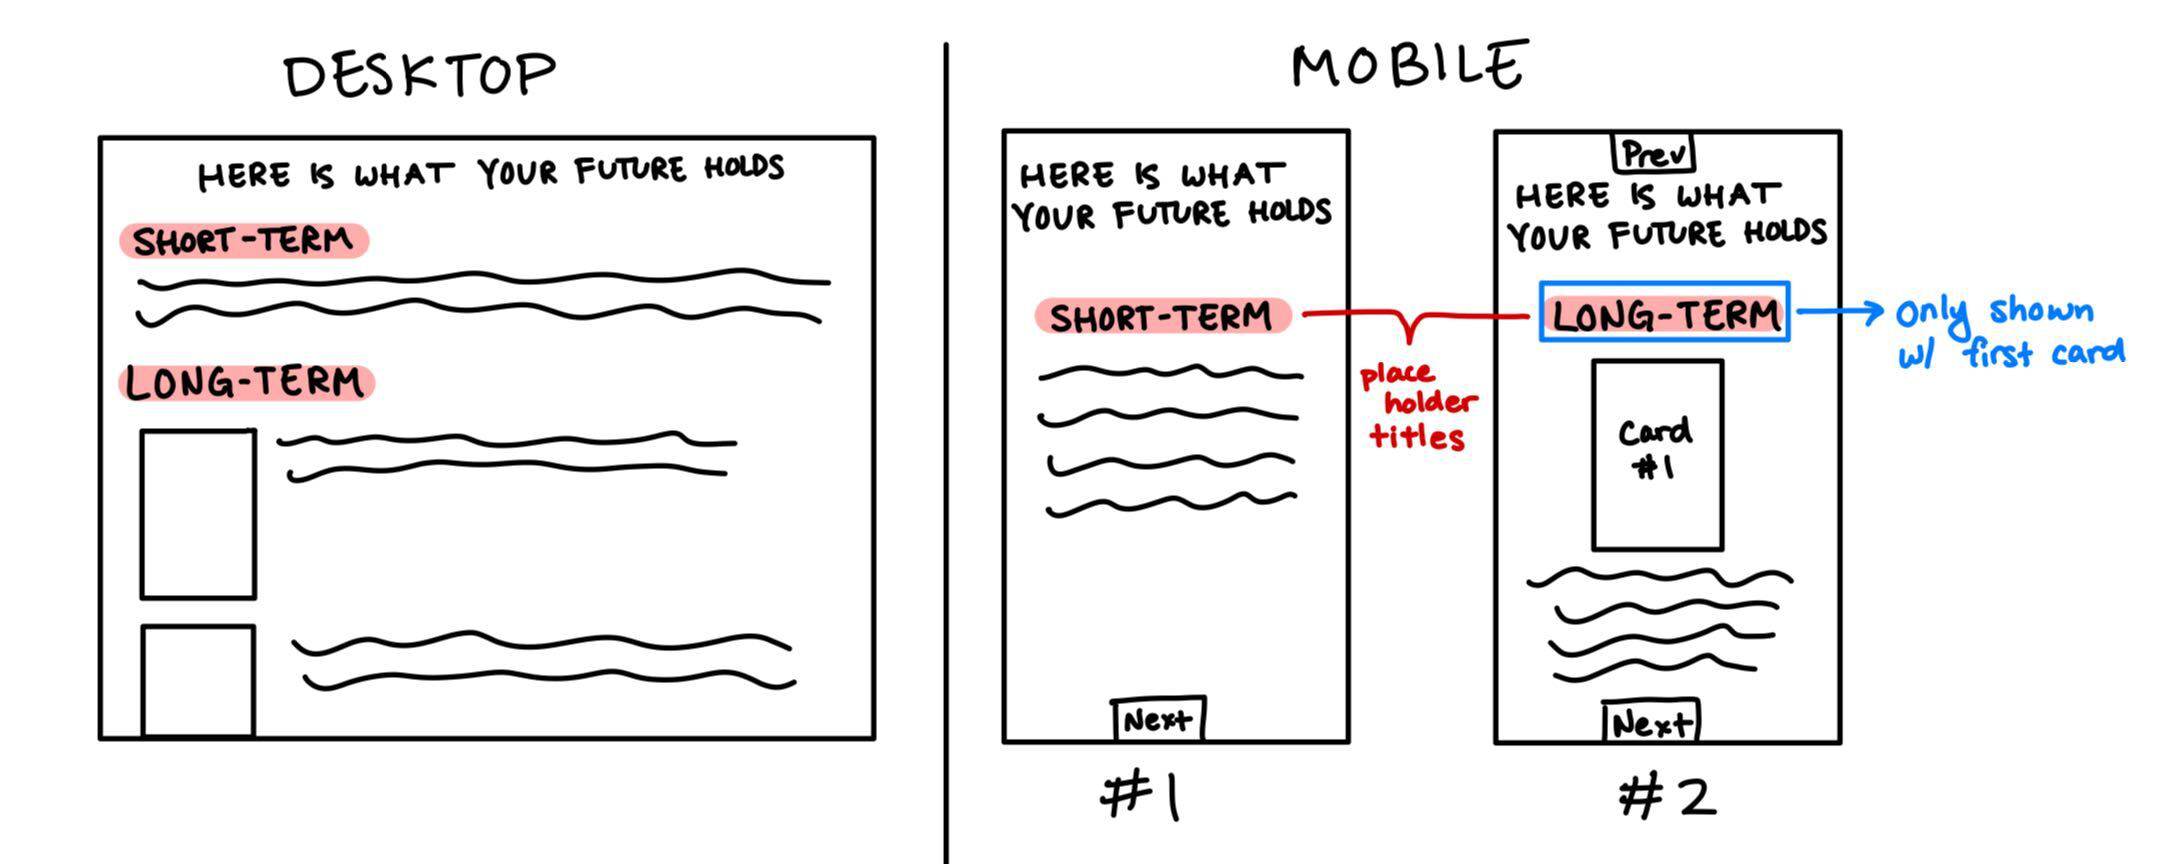 DESKTOP
HERE IS WHAT YOUR FUTURE HOLDS
SHORT-TERM
LONG-TERM
MOBILE
HERE IS WHAT
YOUR FUTURE HOLDS
SHORT-TERM
Next
#1
place
holder
titles
Prev
HERE IS WHAT
YOUR FUTURE HOLDS
LONG-TERM
Card
#1
Next
#2
only shown
w/ first card